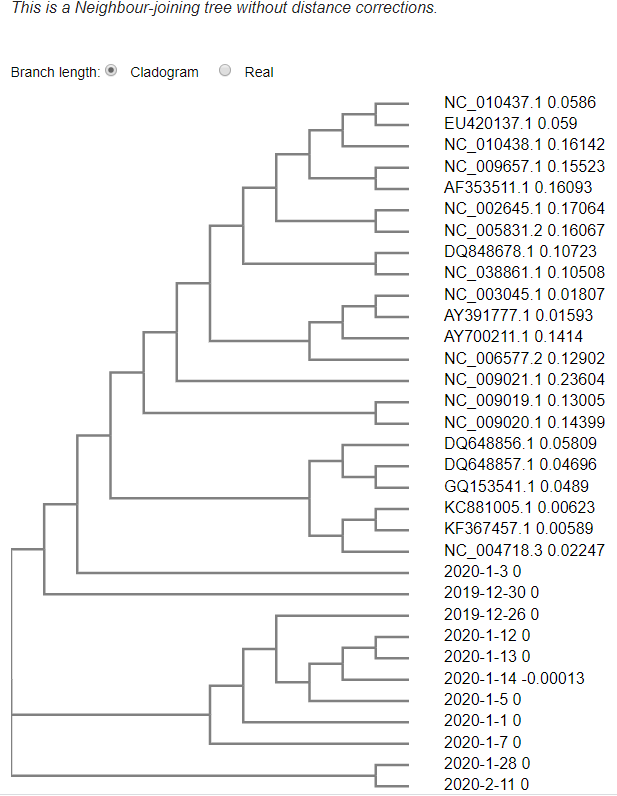 This is a Neighbour-joining tree without distance corrections.
Branch length: Cladogram Real
NC_010437.1 0.0586
EU420137.1 0.059
NC_010438.1 0.16142
NC_009657.1 0.15523
AF353511.1 0.16093
NC_002645.1 0.17064
NC_005831.2 0.16067
DQ848678.1 0.10723
NC_038861.1 0.10508
NC_003045.1 0.01807
AY391777.1 0.01593
AY700211.1 0.1414
NC_006577.2 0.12902
NC_009021.1 0.23604
NC_009019.1 0.13005
NC_009020.1 0.14399
DQ648856.1 0.05809
DQ648857.1 0.04696
GQ153541.1 0.0489
KC881005.1 0.00623
KF367457.1 0.00589
NC_004718.3 0.02247
2020-1-3 0
2019-12-30 0
2019-12-26 0
2020-1-12 0
2020-1-13 0
2020-1-14 -0.00013
2020-1-5 0
2020-1-1 0
2020-1-7 0
2020-1-28 0
2020-2-11 0